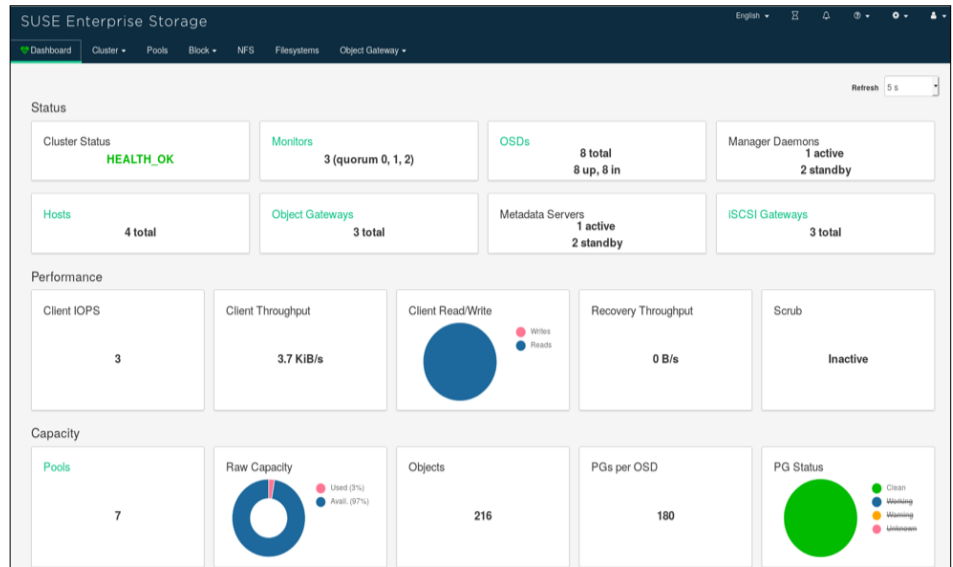 SUSE Enterprise Storage
English
Dashboard Cluster Pools Block NFS Filesystems Object Gateway
Refresh 5 s
Status
Cluster Status
HEALTH_OK
Monitors
3 (quorum 0, 1, 2)
OSDs
8 total
8 up, 8 in
Manager Daemons
1 active
2 standby
Hosts
4 total
Object Gateways
3 total
Metadata Servers
1 active
2 standby
iSCSI Gateways
3 total
Performance
Client IOPS
3
Client Throughput
3.7 KiB/s
Client Read/Write
Writes
Reads
Recovery Throughput
0 B/s
Scrub
Inactive
Capacity
Pools
7
Raw Capacity
Used (3%)
Avail. (97%)
Objects
216
PGs per OSD
180
PG Status
Clean
Working
Warning
Unknown